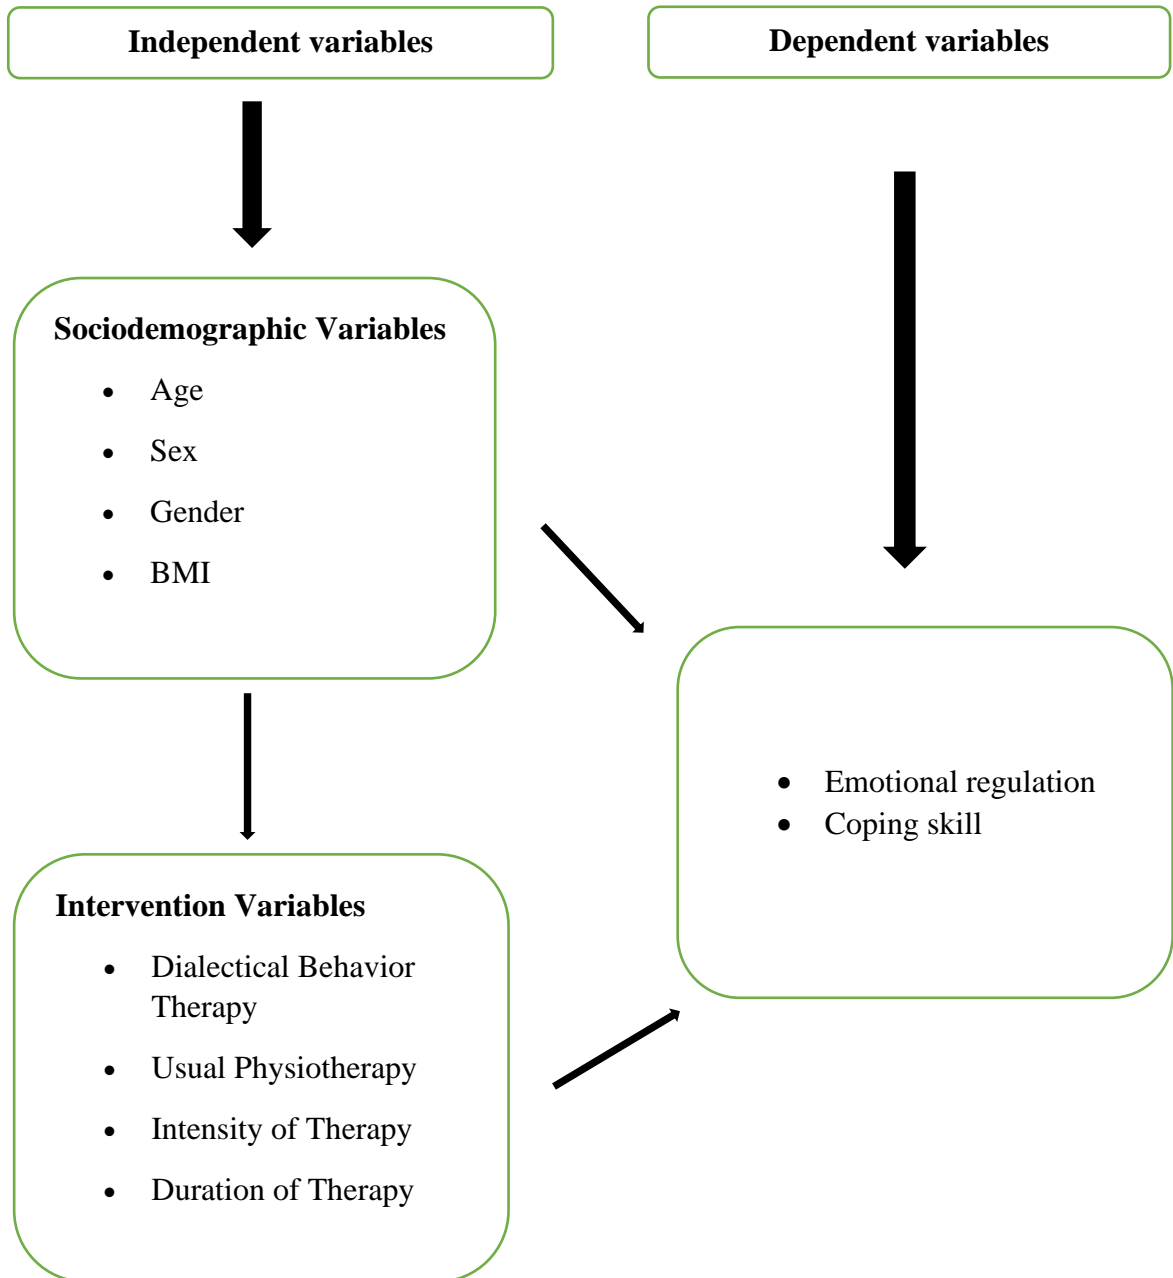 Independent variables
Dependent variables
Sociodemographic Variables
• Age
• Sex
• Gender
• BMI
• Emotional regulation
• Coping skill
Intervention Variables
• Dialectical Behavior
Therapy
• Usual Physiotherapy
• Intensity of Therapy
• Duration of Therapy